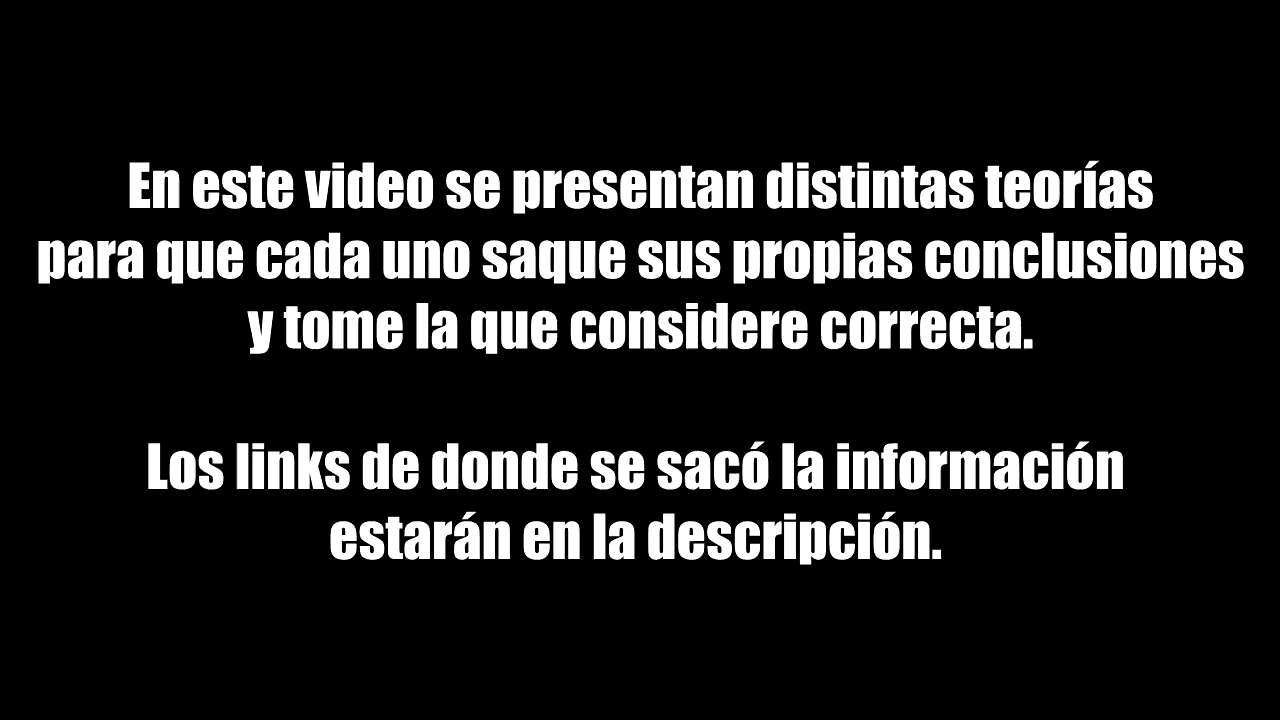 En este video se presentan distintas teorías
para que cada uno saque sus propias conclusiones
y tome la que considere correcta.
Los links de donde se sacó la información
estarán en la descripción.